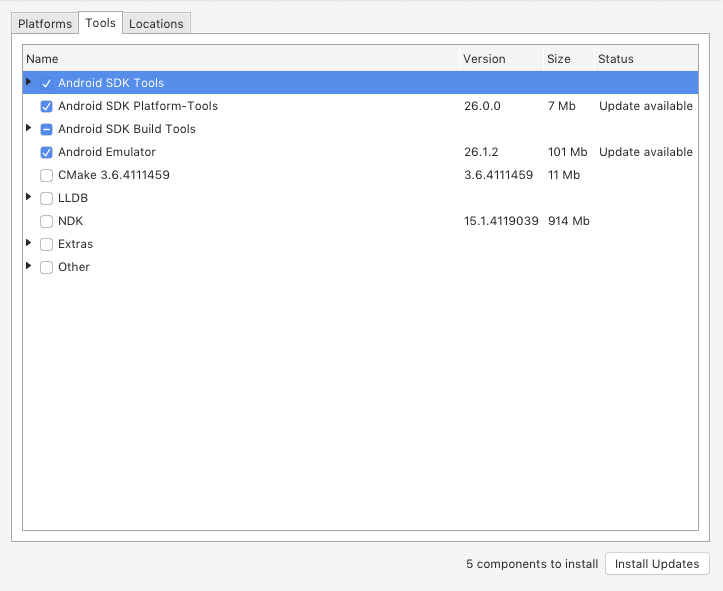 Platforms Tools Locations
Name Version Size Status
Android SDK Tools
Android SDK Platform-Tools 26.0.0 7 Mb Update available
Android SDK Build Tools
Android Emulator 26.1.2 101 Mb Update available
CMake 3.6.4111459 3.6.4111459 11 Mb
LLDB
NDK 15.1.4119039 914 Mb
Extras
Other
5 components to install Install Updates